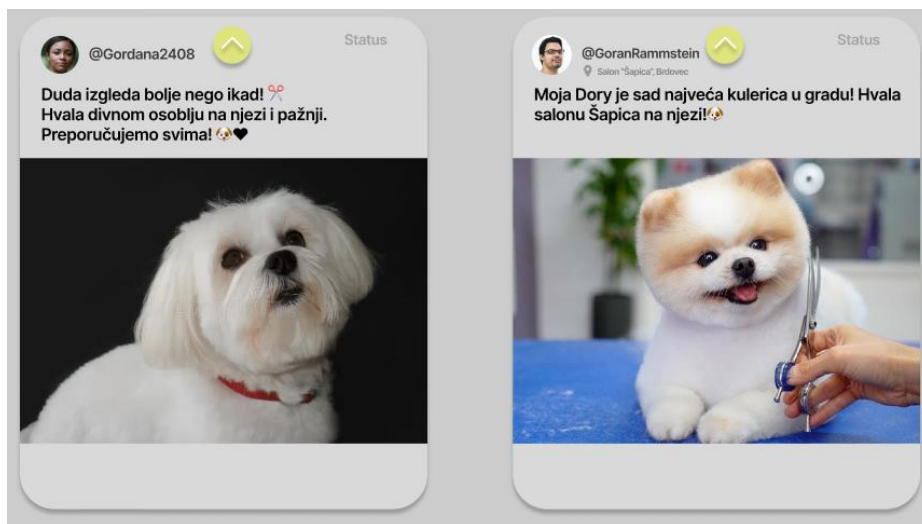 @Gordana2408
Status
Duda izgleda bolje nego ikad! ✂️
Hvala divnom osoblju na njezi i pažnji.
Preporučujemo svima! 🐶🖤
@GoranRammstein
Status
Salon "Šapica", Brdovec
Moja Dory je sad najveća kulerica u gradu! Hvala
salonu Šapica na njezi!🐶